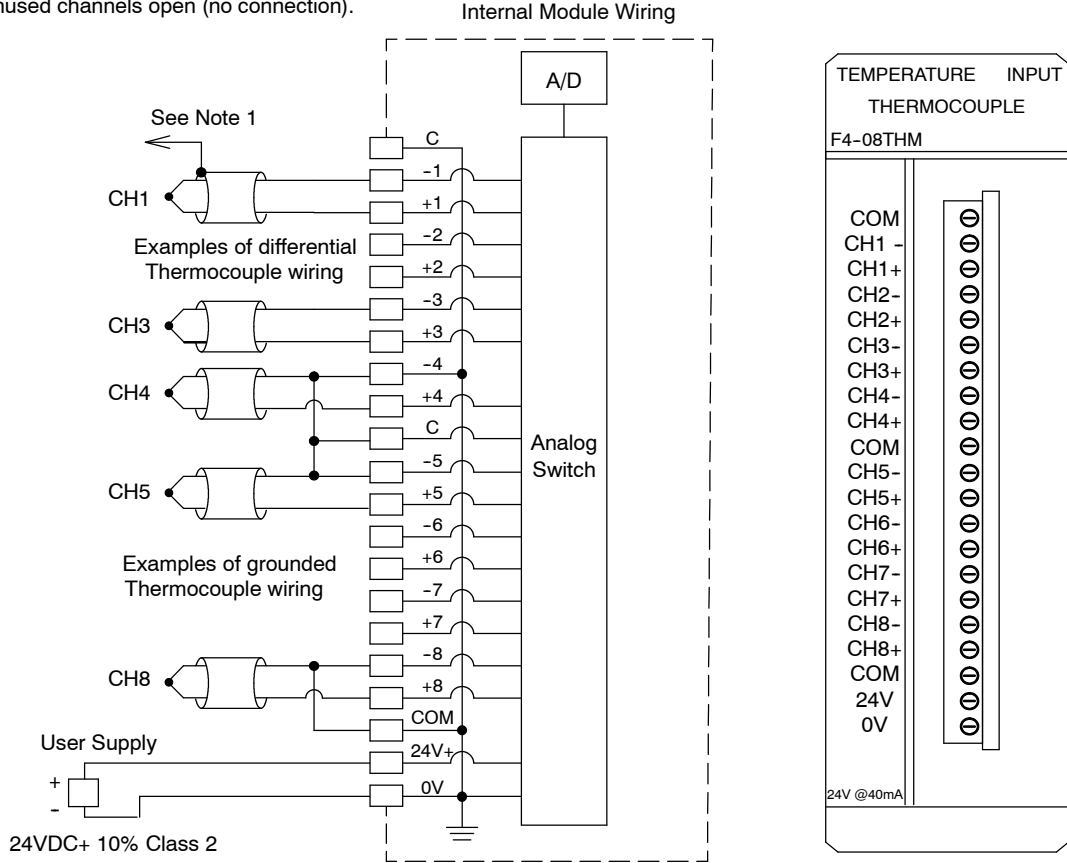 nused channels open (no connection).
Internal Module Wiring
A/D
See Note 1
C
-1
CH1
+1
-2
Examples of differential
Thermocouple wiring
+2
-3
CH3
+3
-4
CH4
+4
C
Analog
Switch
-5
CH5
+5
-6
Examples of grounded
Thermocouple wiring
+6
-7
+7
-8
CH8
+8
COM
User Supply
24V+
+
-
0V
24VDC+ 10% Class 2
TEMPERATURE INPUT
THERMOCOUPLE
F4-08THM
COM
CH1 -
CH1+
CH2-
CH2+
CH3-
CH3+
CH4-
CH4+
COM
CH5-
CH5+
CH6-
CH6+
CH7-
CH7+
CH8-
CH8+
COM
24V
0V
24V @40mA